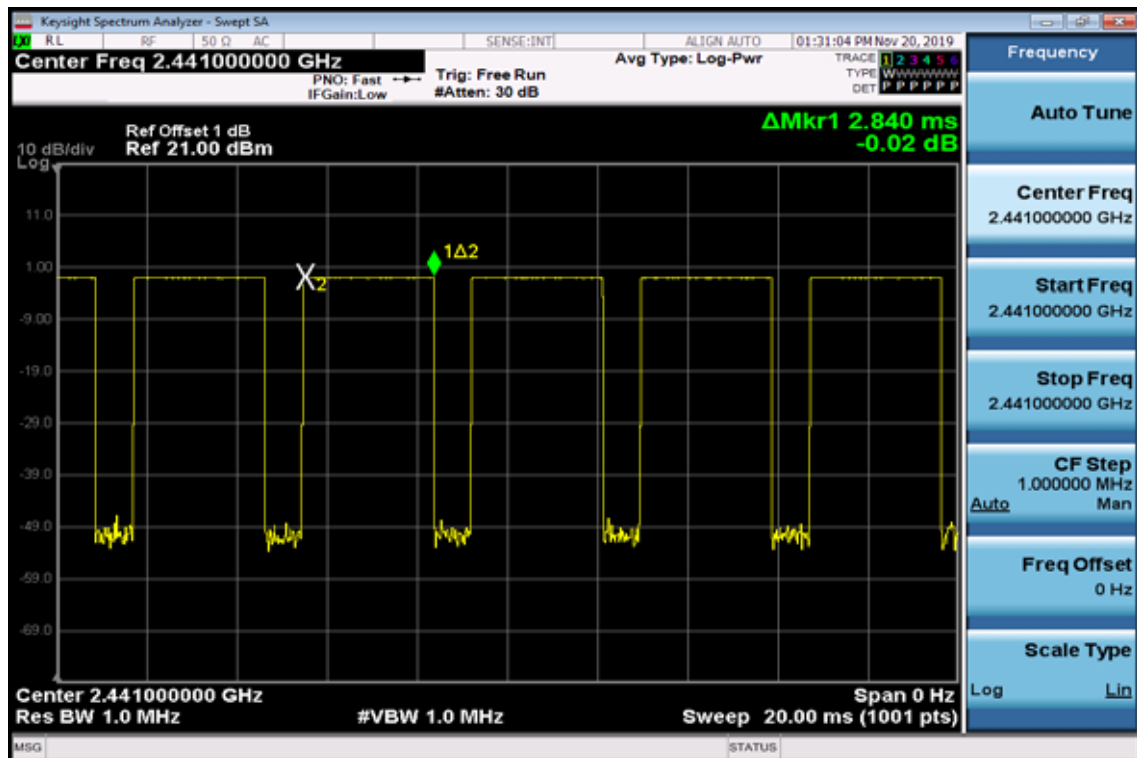 Keysight Spectrum Analyzer - Swept SA
LXI RL RF 50 Ω AC SENSE:INT ALIGN AUTO 01:31:04 PM Nov 20, 2019
Center Freq 2.441000000 GHz
PNO: Fast
IFGain:Low
Trig: Free Run
#Atten: 30 dB
Avg Type: Log-Pwr
TRACE 1 2 3 4 5 6
TYPE WWWWWW
DET P P P P P P
ΔMkr1 2.840 ms
-0.02 dB
Ref Offset 1 dB
10 dB/div Ref 21.00 dBm
Log
11.0
1.00
-9.00
-19.0
-29.0
-39.0
-49.0
-59.0
-69.0
1Δ2
X2
Center 2.441000000 GHz Span 0 Hz
Res BW 1.0 MHz #VBW 1.0 MHz Sweep 20.00 ms (1001 pts)
MSG STATUS
Frequency
Auto Tune
Center Freq
2.441000000 GHz
Start Freq
2.441000000 GHz
Stop Freq
2.441000000 GHz
CF Step
1.000000 MHz
Auto Man
Freq Offset
0 Hz
Scale Type
Log Lin